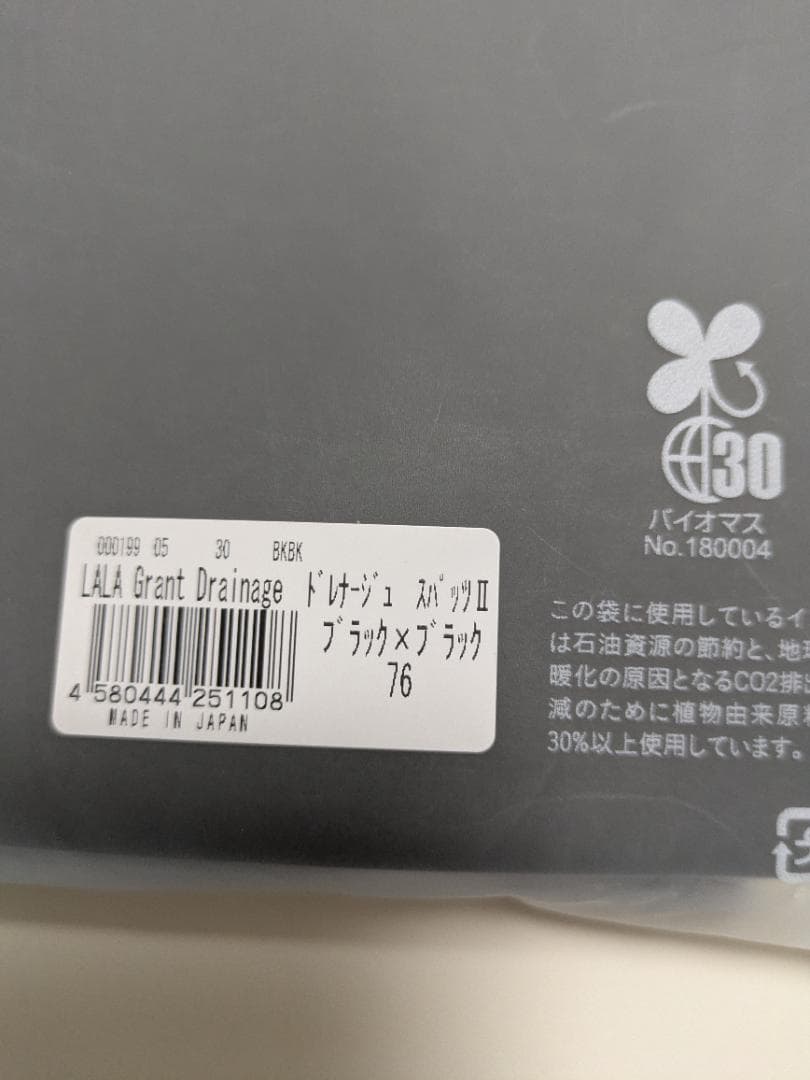 30
バイオマス
No.180004
000199 05 30 BKBK
LALA Grant Drainage ﾄﾞﾚﾅｰｼﾞｭ ｽﾊﾟｯﾂⅡ
ブラック×ブラック
76
4 580444 251108
MADE IN JAPAN
この袋に使用しているイ
は石油資源の節約と、地球
暖化の原因となるCO2排出
減のために植物由来原料
30%以上使用しています。